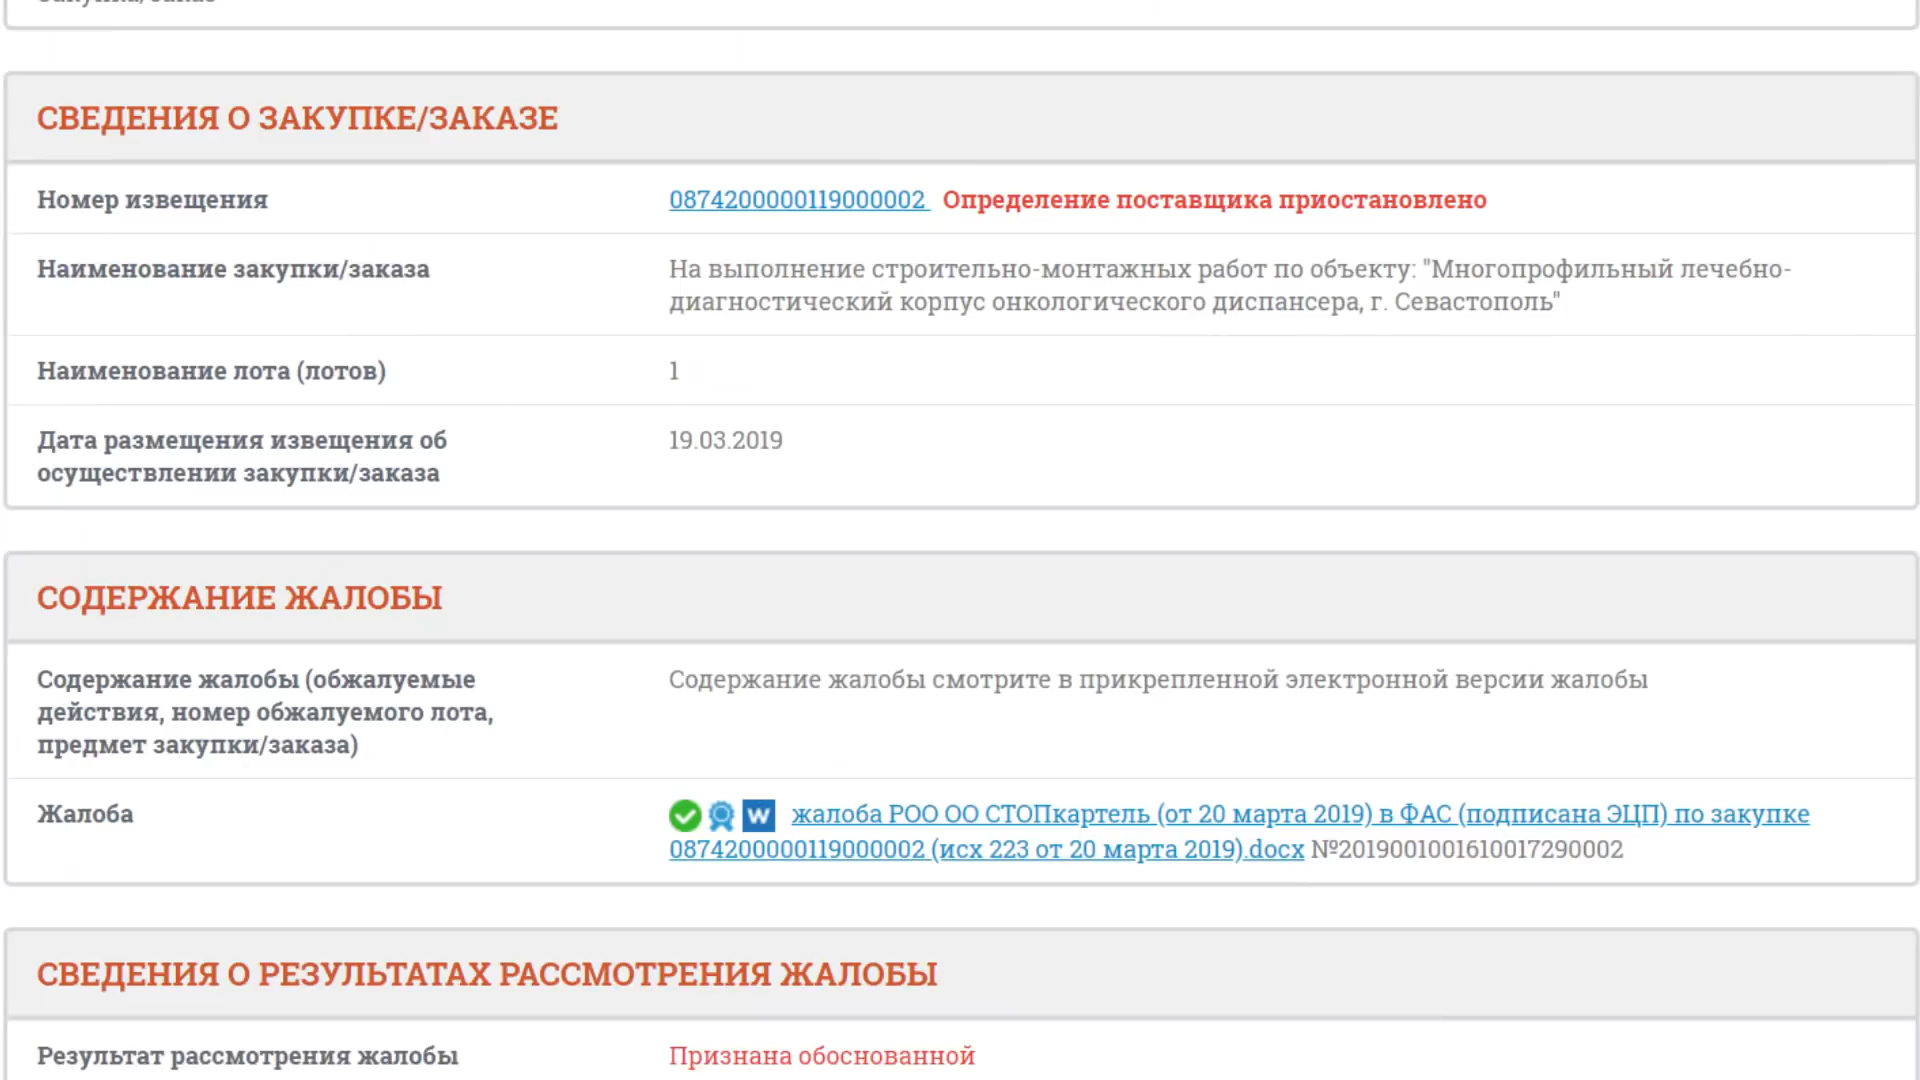 СВЕДЕНИЯ О ЗАКУПКЕ/ЗАКАЗЕ
Номер извещения
0874200000119000002 Определение поставщика приостановлено
Наименование закупки/заказа
На выполнение строительно-монтажных работ по объекту: "Многопрофильный лечебно-
диагностический корпус онкологического диспансера, г. Севастополь"
Наименование лота (лотов)
1
Дата размещения извещения об
осуществлении закупки/заказа
19.03.2019
СОДЕРЖАНИЕ ЖАЛОБЫ
Содержание жалобы (обжалуемые
действия, номер обжалуемого лота,
предмет закупки/заказа)
Содержание жалобы смотрите в прикрепленной электронной версии жалобы
Жалоба
W жалоба РОО ОО СТОПкартель (от 20 марта 2019) в ФАС (подписана ЭЦП) по закупке
0874200000119000002 (исх 223 от 20 марта 2019).docx №2019001001610017290002
СВЕДЕНИЯ О РЕЗУЛЬТАТАХ РАССМОТРЕНИЯ ЖАЛОБЫ
Результат рассмотрения жалобы
Признана обоснованной